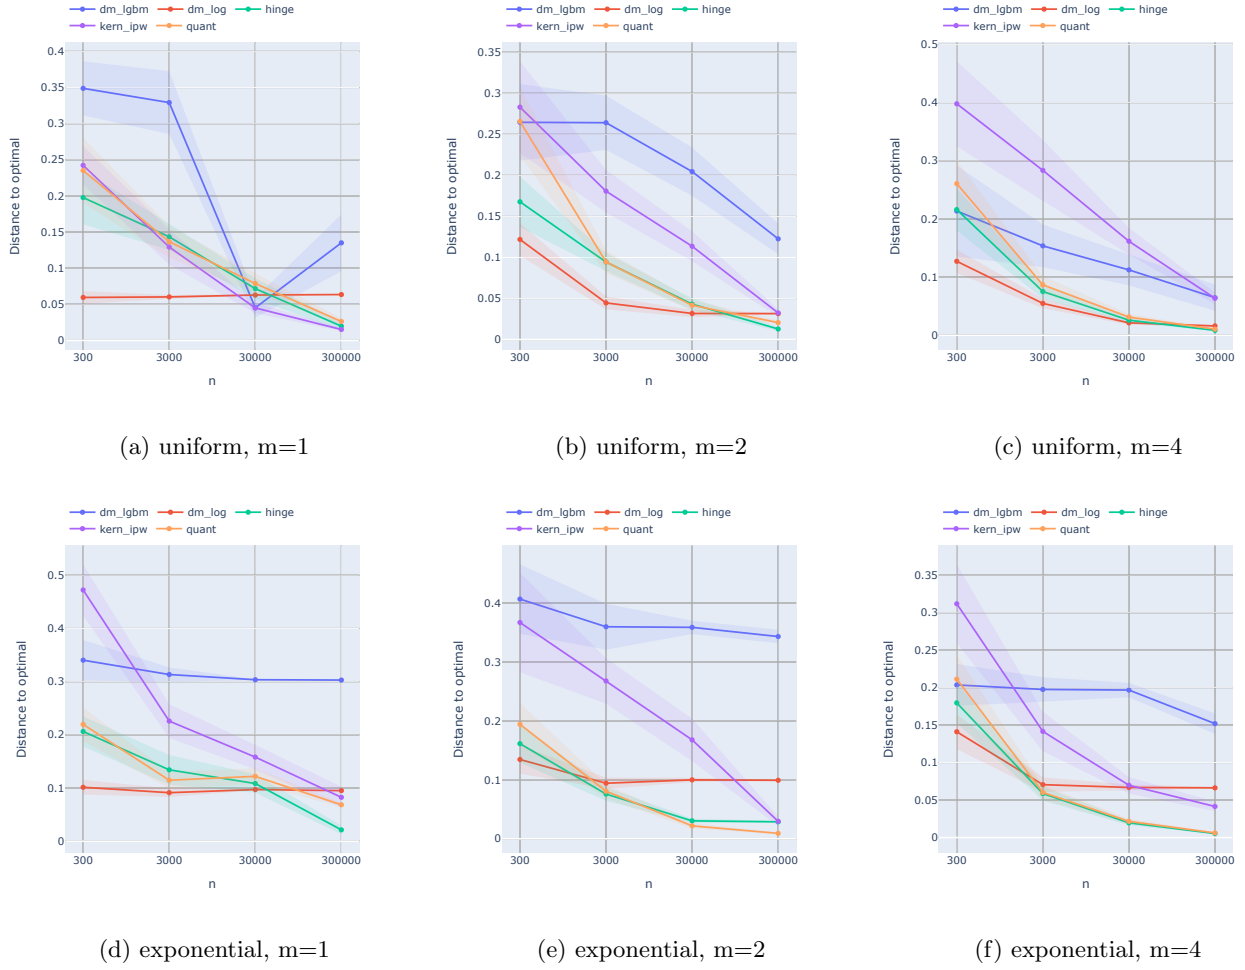 dm_lgbm dm_log hinge
kern_ipw quant
0.4
0.35
0.3
0.25
0.2
0.15
0.1
0.05
0
Distance to optimal
300 3000 30000 300000
n
(a) uniform, m=1
dm_lgbm dm_log hinge
kern_ipw quant
0.35
0.3
0.25
0.2
0.15
0.1
0.05
0
Distance to optimal
300 3000 30000 300000
n
(b) uniform, m=2
dm_lgbm dm_log hinge
kern_ipw quant
0.5
0.4
0.3
0.2
0.1
0
Distance to optimal
300 3000 30000 300000
n
(c) uniform, m=4
dm_lgbm dm_log hinge
kern_ipw quant
0.5
0.4
0.3
0.2
0.1
0
Distance to optimal
300 3000 30000 300000
n
(d) exponential, m=1
dm_lgbm dm_log hinge
kern_ipw quant
0.4
0.3
0.2
0.1
0
Distance to optimal
300 3000 30000 300000
n
(e) exponential, m=2
dm_lgbm dm_log hinge
kern_ipw quant
0.35
0.3
0.25
0.2
0.15
0.1
0.05
0
Distance to optimal
300 3000 30000 300000
n
(f) exponential, m=4